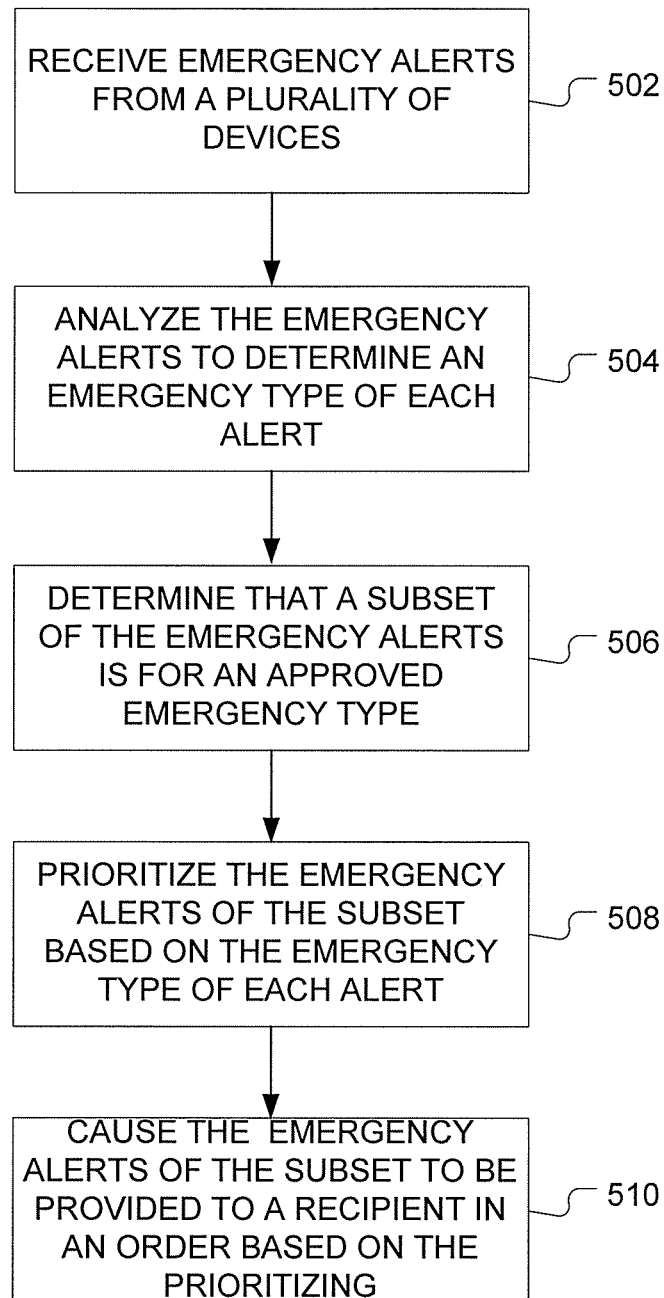 RECEIVE EMERGENCY ALERTS
FROM A PLURALITY OF
DEVICES
502
ANALYZE THE EMERGENCY
ALERTS TO DETERMINE AN
EMERGENCY TYPE OF EACH
ALERT
504
DETERMINE THAT A SUBSET
OF THE EMERGENCY ALERTS
IS FOR AN APPROVED
EMERGENCY TYPE
506
PRIORITIZE THE EMERGENCY
ALERTS OF THE SUBSET
BASED ON THE EMERGENCY
TYPE OF EACH ALERT
508
CAUSE THE EMERGENCY
ALERTS OF THE SUBSET TO BE
PROVIDED TO A RECIPIENT IN
AN ORDER BASED ON THE
PRIORITIZING
510